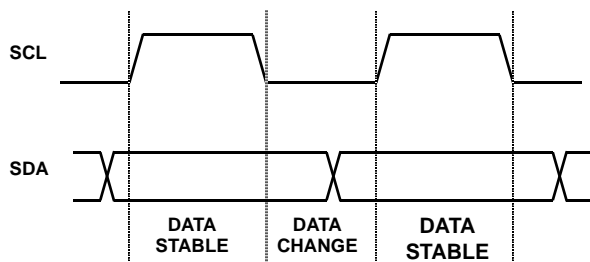 SCL
SDA
DATA
STABLE
DATA
CHANGE
DATA
STABLE